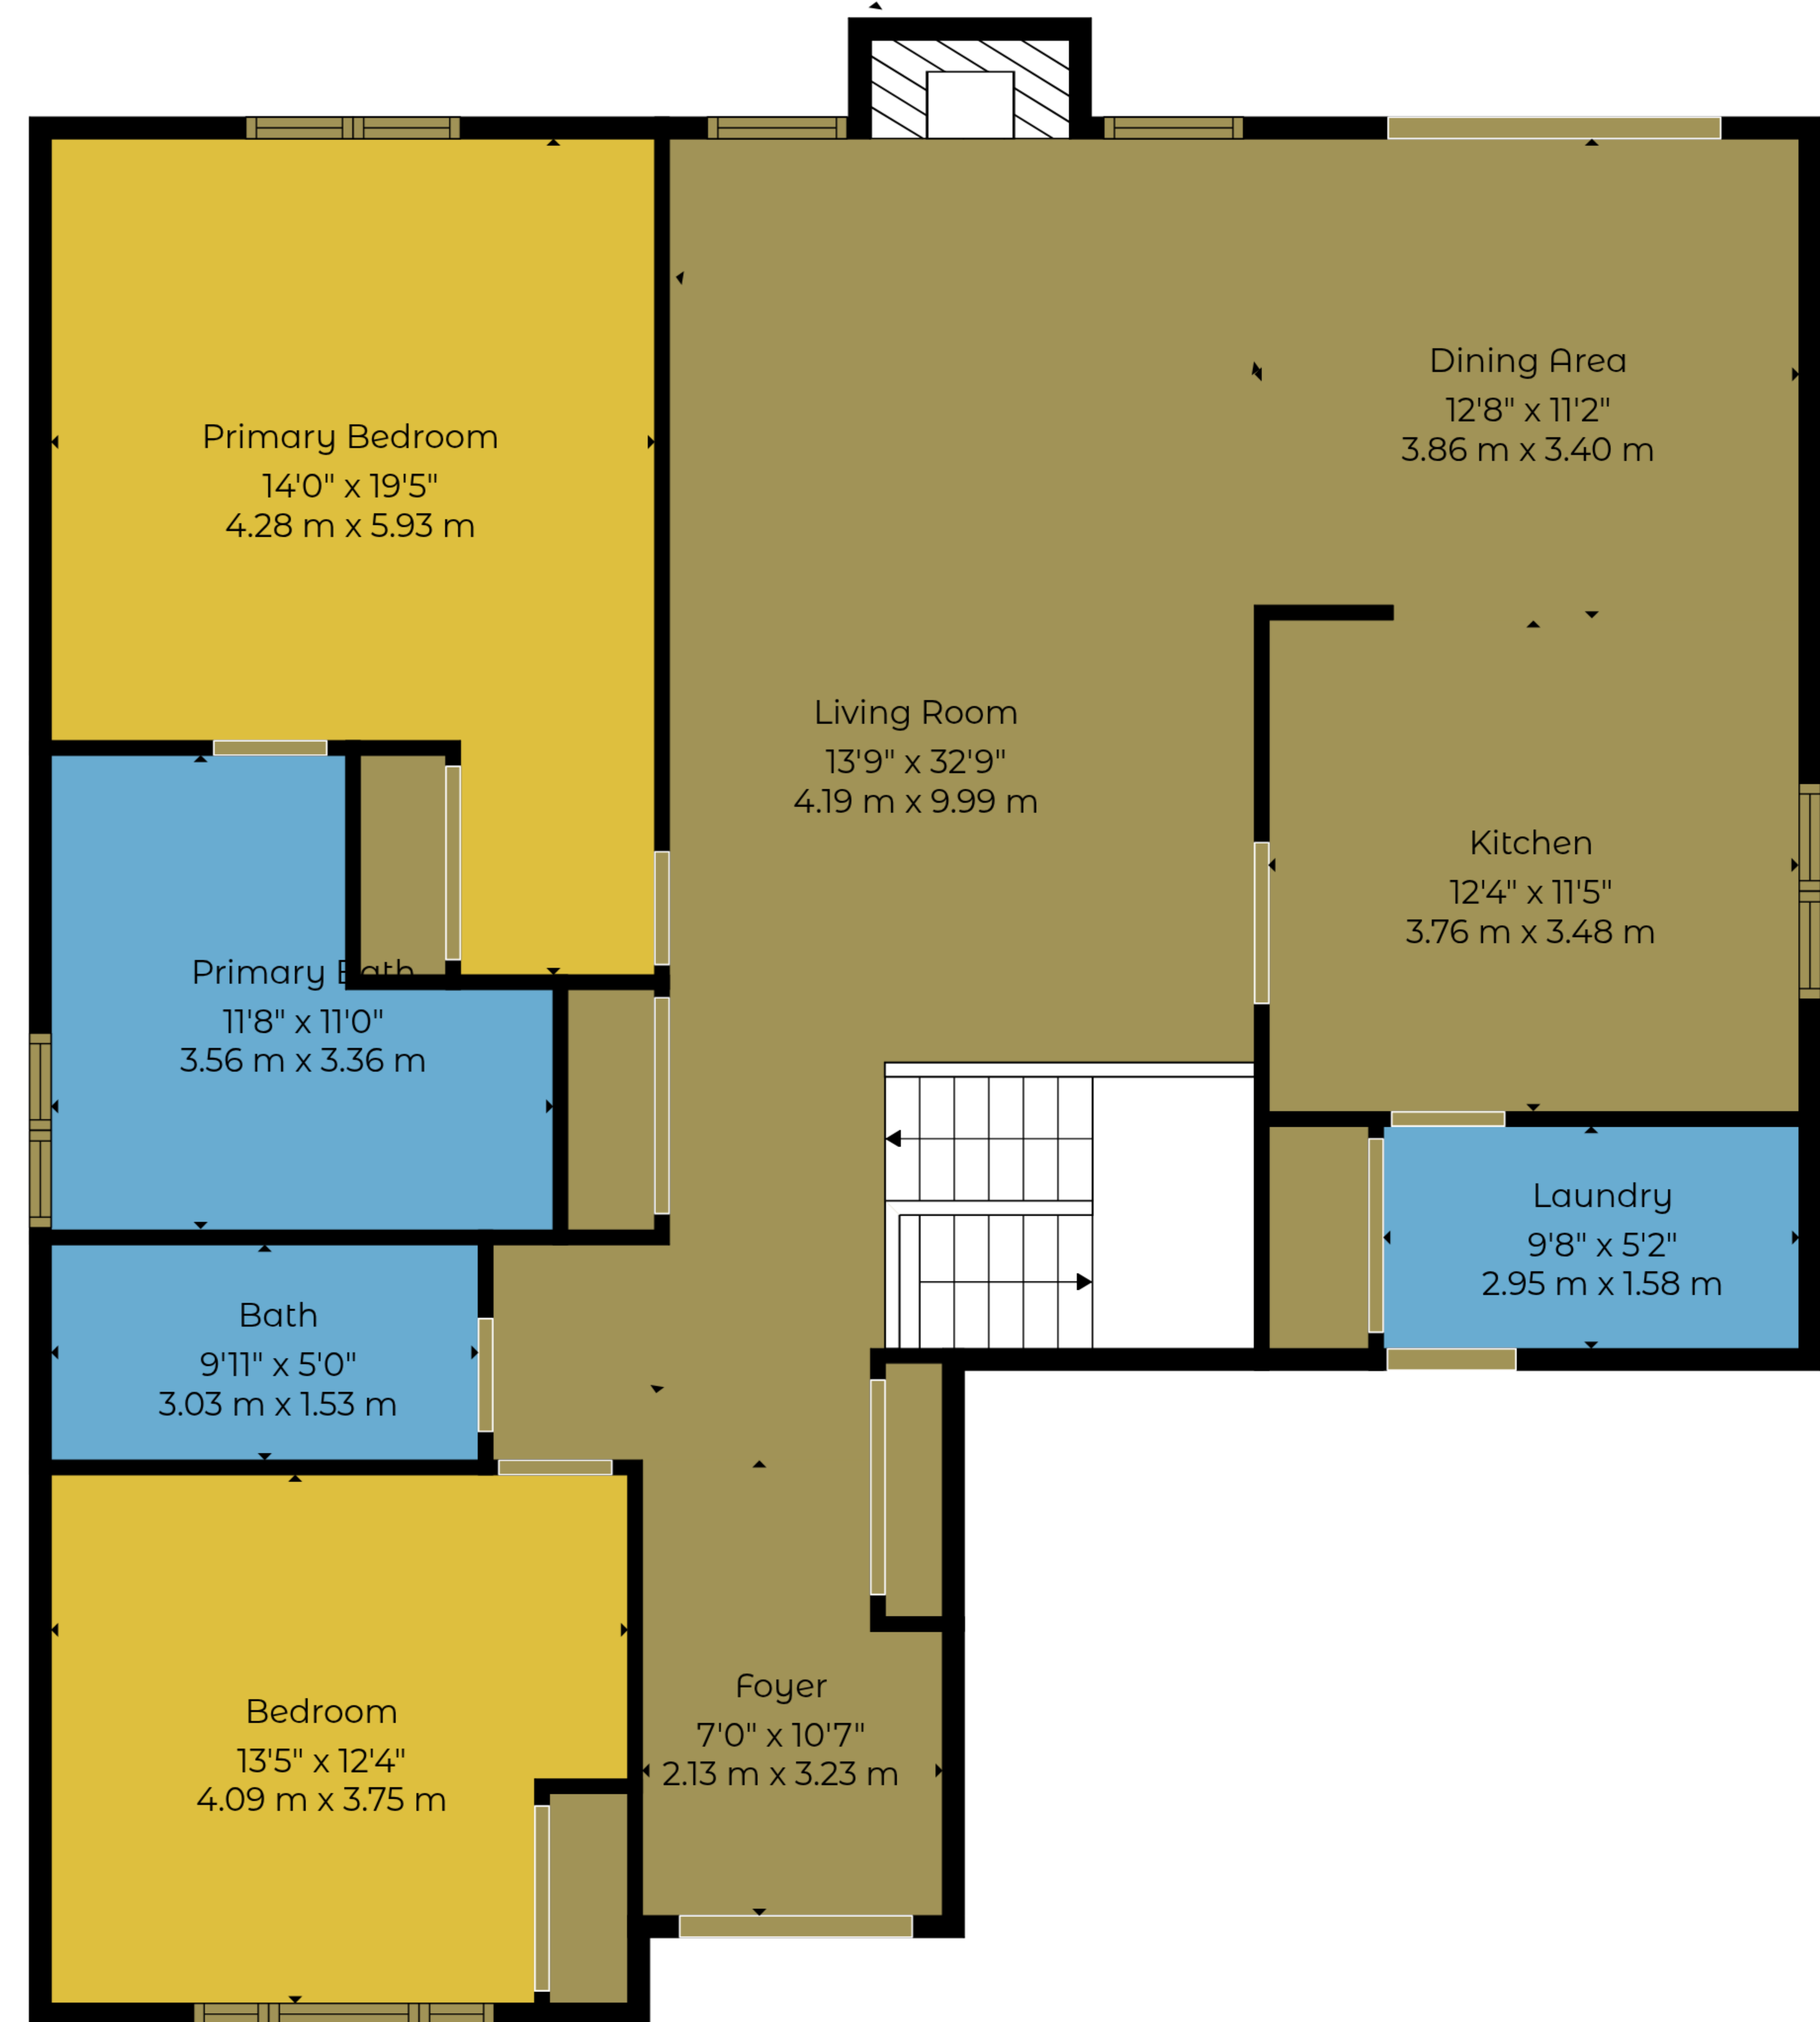 Dining Area
12'8" x 11'2"
3.86 m x 3.40 m
Primary Bedroom
14'0" x 19'5"
4.28 m x 5.93 m
Living Room
13'9" x 32'9"
4.19 m x 9.99 m
Kitchen
12'4" x 11'5"
3.76 m x 3.48 m
Primary Bath
11'8" x 11'0"
3.56 m x 3.36 m
Laundry
9'8" x 5'2"
2.95 m x 1.58 m
Bath
9'11" x 5'0"
3.03 m x 1.53 m
Foyer
7'0" x 10'7"
2.13 m x 3.23 m
Bedroom
13'5" x 12'4"
4.09 m x 3.75 m